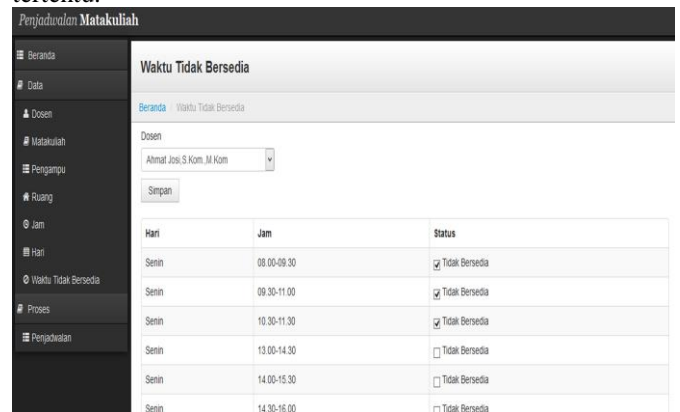 tertentu.
Penjadwalan Matakuliah
Beranda
Data
Dosen
Matakuliah
Pengampu
Ruang
Jam
Hari
Waktu Tidak Bersedia
Proses
Penjadwalan
Waktu Tidak Bersedia
Beranda Waktu Tidak Bersedia
Dosen
Ahmat Josi,S.Kom.,M.Kom
Simpan
Hari Jam Status
Senin 08.00-09.30 Tidak Bersedia
Senin 09.30-11.00 Tidak Bersedia
Senin 10.30-11.30 Tidak Bersedia
Senin 13.00-14.30 Tidak Bersedia
Senin 14.00-15.30 Tidak Bersedia
Senin 14.30-16.00 Tidak Bersedia